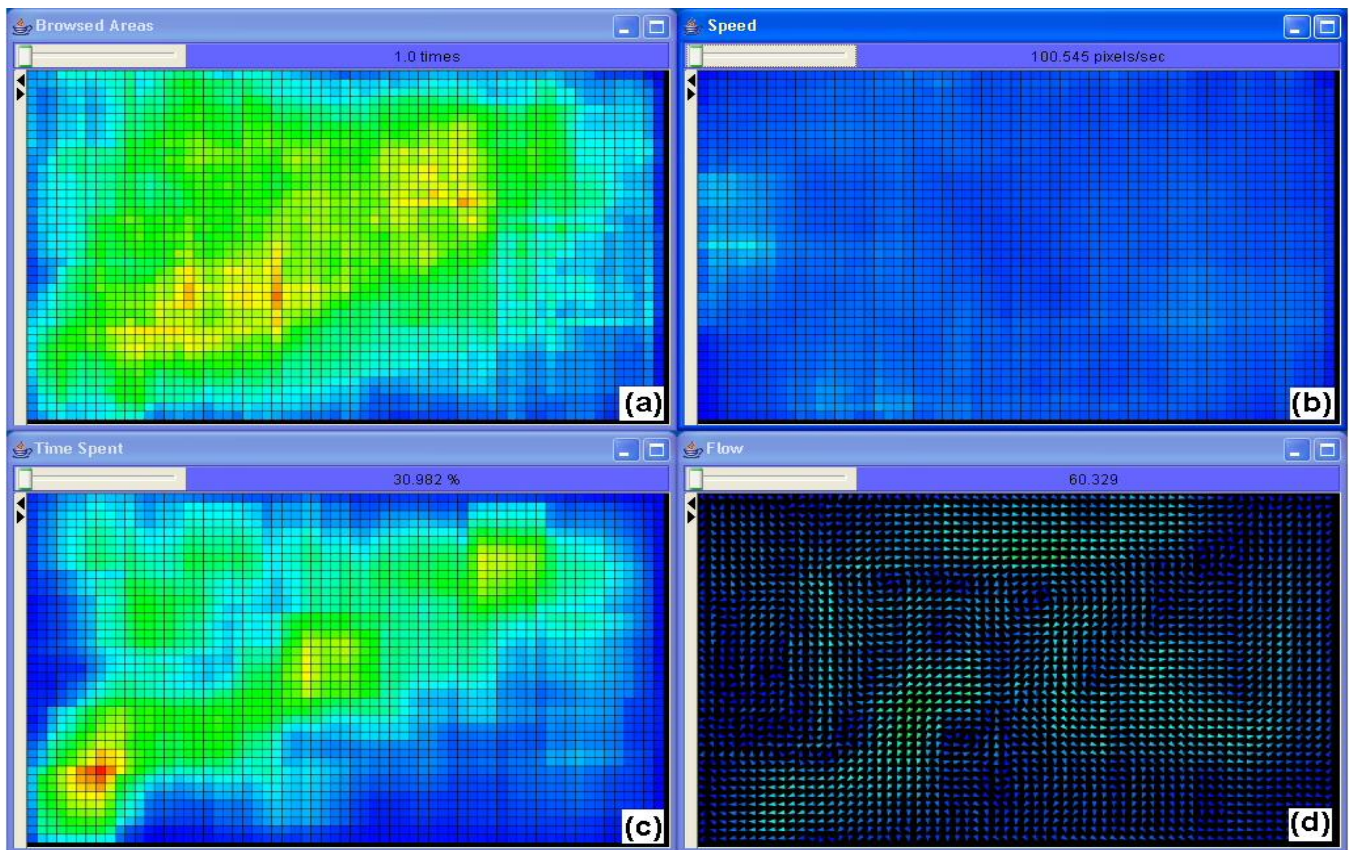 Browsed Areas
1.0 times
(a)
Speed
100.545 pixels/sec
(b)
Time Spent
30.982 %
(c)
Flow
60.329
(d)